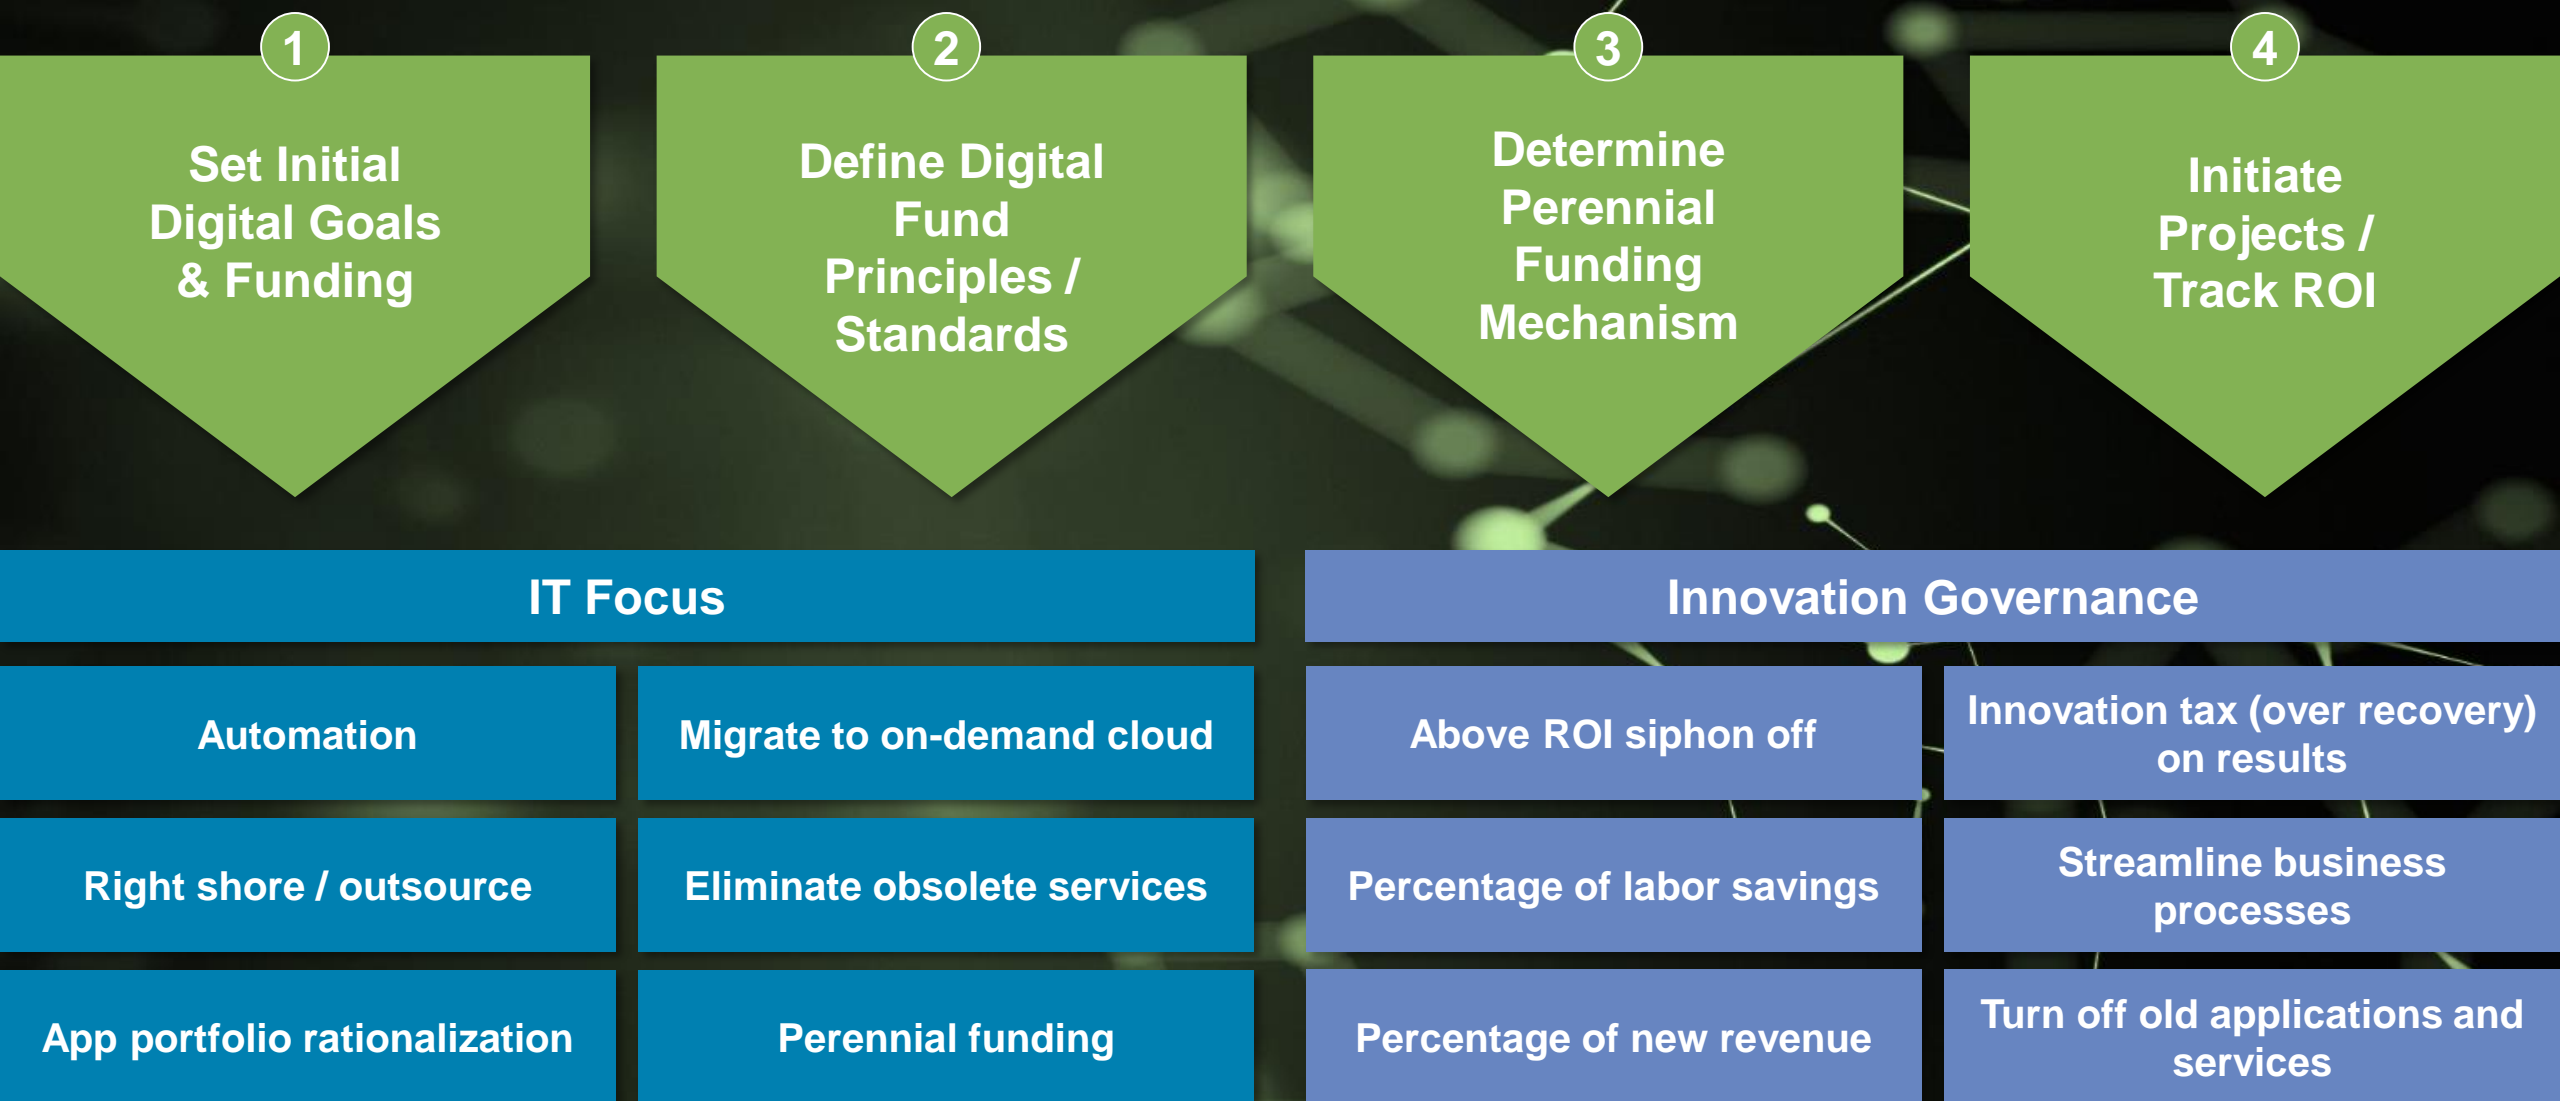 1
Set Initial
Digital Goals
& Funding
2
Define Digital
Fund
Principles /
Standards
3
Determine
Perennial
Funding
Mechanism
4
Initiate
Projects /
Track ROI
IT Focus
Automation
Migrate to on-demand cloud
Right shore / outsource
Eliminate obsolete services
App portfolio rationalization
Perennial funding
Innovation Governance
Above ROI siphon off
Innovation tax (over recovery)
on results
Percentage of labor savings
Streamline business
processes
Percentage of new revenue
Turn off old applications and
services